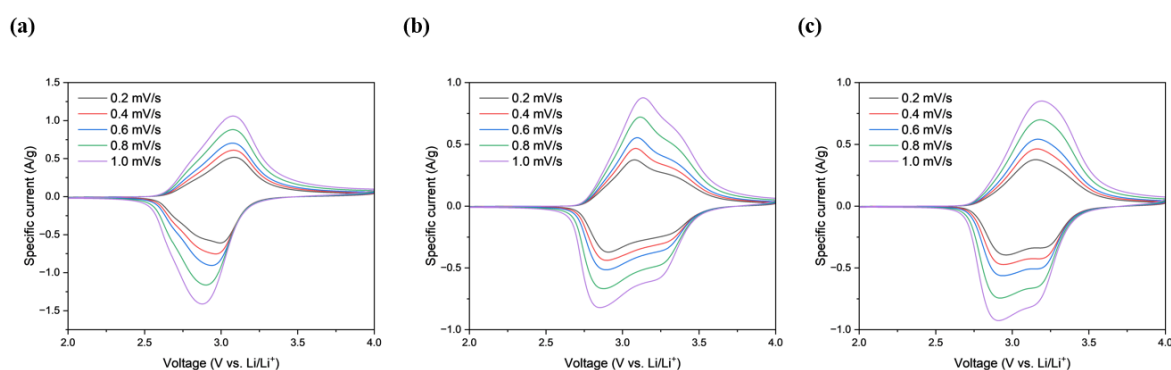 (a)
(b)
(c)
0.2 mV/s
0.4 mV/s
0.6 mV/s
0.8 mV/s
1.0 mV/s
Specific current (A/g)
1.5
1.0
0.5
0.0
-0.5
-1.0
-1.5
2.0 2.5 3.0 3.5 4.0
Voltage (V vs. Li/Li⁺)
0.2 mV/s
0.4 mV/s
0.6 mV/s
0.8 mV/s
1.0 mV/s
Specific current (A/g)
1.0
0.5
0.0
-0.5
-1.0
2.0 2.5 3.0 3.5 4.0
Voltage (V vs. Li/Li⁺)
0.2 mV/s
0.4 mV/s
0.6 mV/s
0.8 mV/s
1.0 mV/s
Specific current (A/g)
1.0
0.5
0.0
-0.5
-1.0
2.0 2.5 3.0 3.5 4.0
Voltage (V vs. Li/Li⁺)